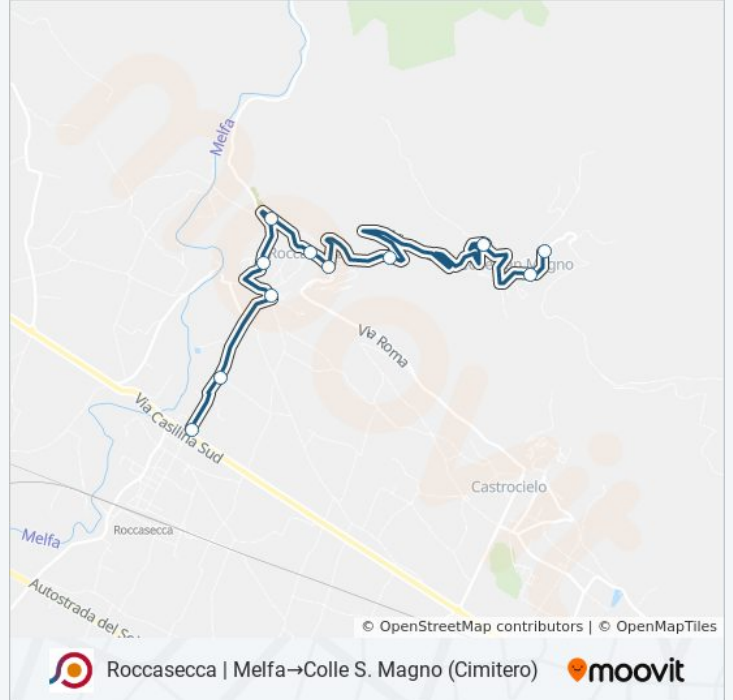 Melfa
Via Roma
Via Casilina Sud
Castrocielo
Roccasecca
Melfa
Autostrada del So
© OpenStreetMap contributors | © OpenMapTiles
Roccasecca | Melfa→Colle S. Magno (Cimitero)
moovit